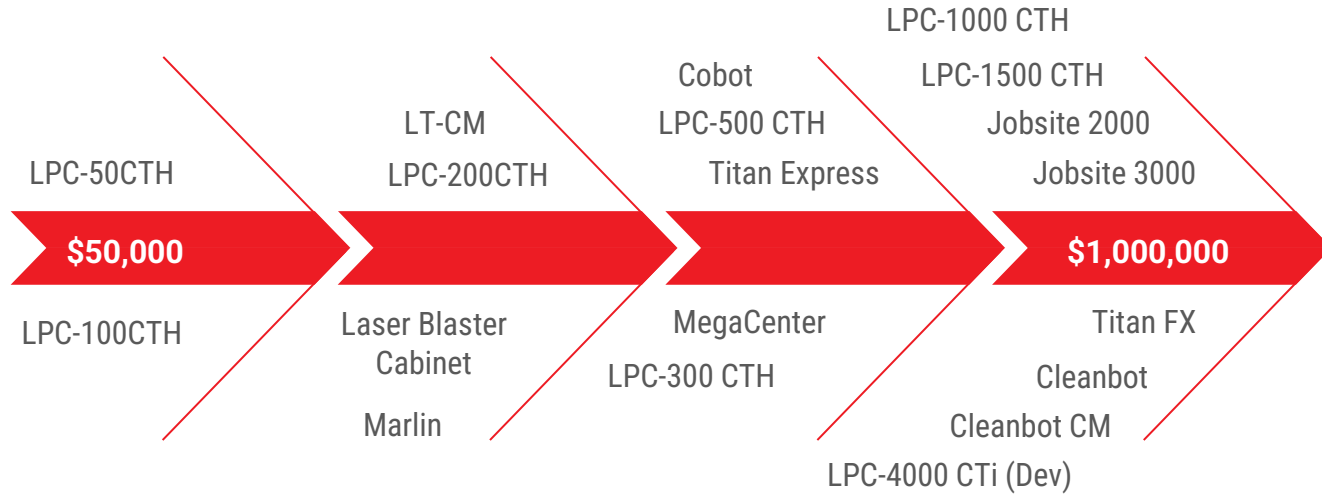 LPC-1000 CTH
Cobot
LPC-1500 CTH
LT-CM
LPC-500 CTH
Jobsite 2000
LPC-50CTH
LPC-200CTH
Titan Express
Jobsite 3000
$50,000
$1,000,000
LPC-100CTH
Laser Blaster
Cabinet
MegaCenter
Titan FX
LPC-300 CTH
Cleanbot
Marlin
Cleanbot CM
LPC-4000 CTi (Dev)